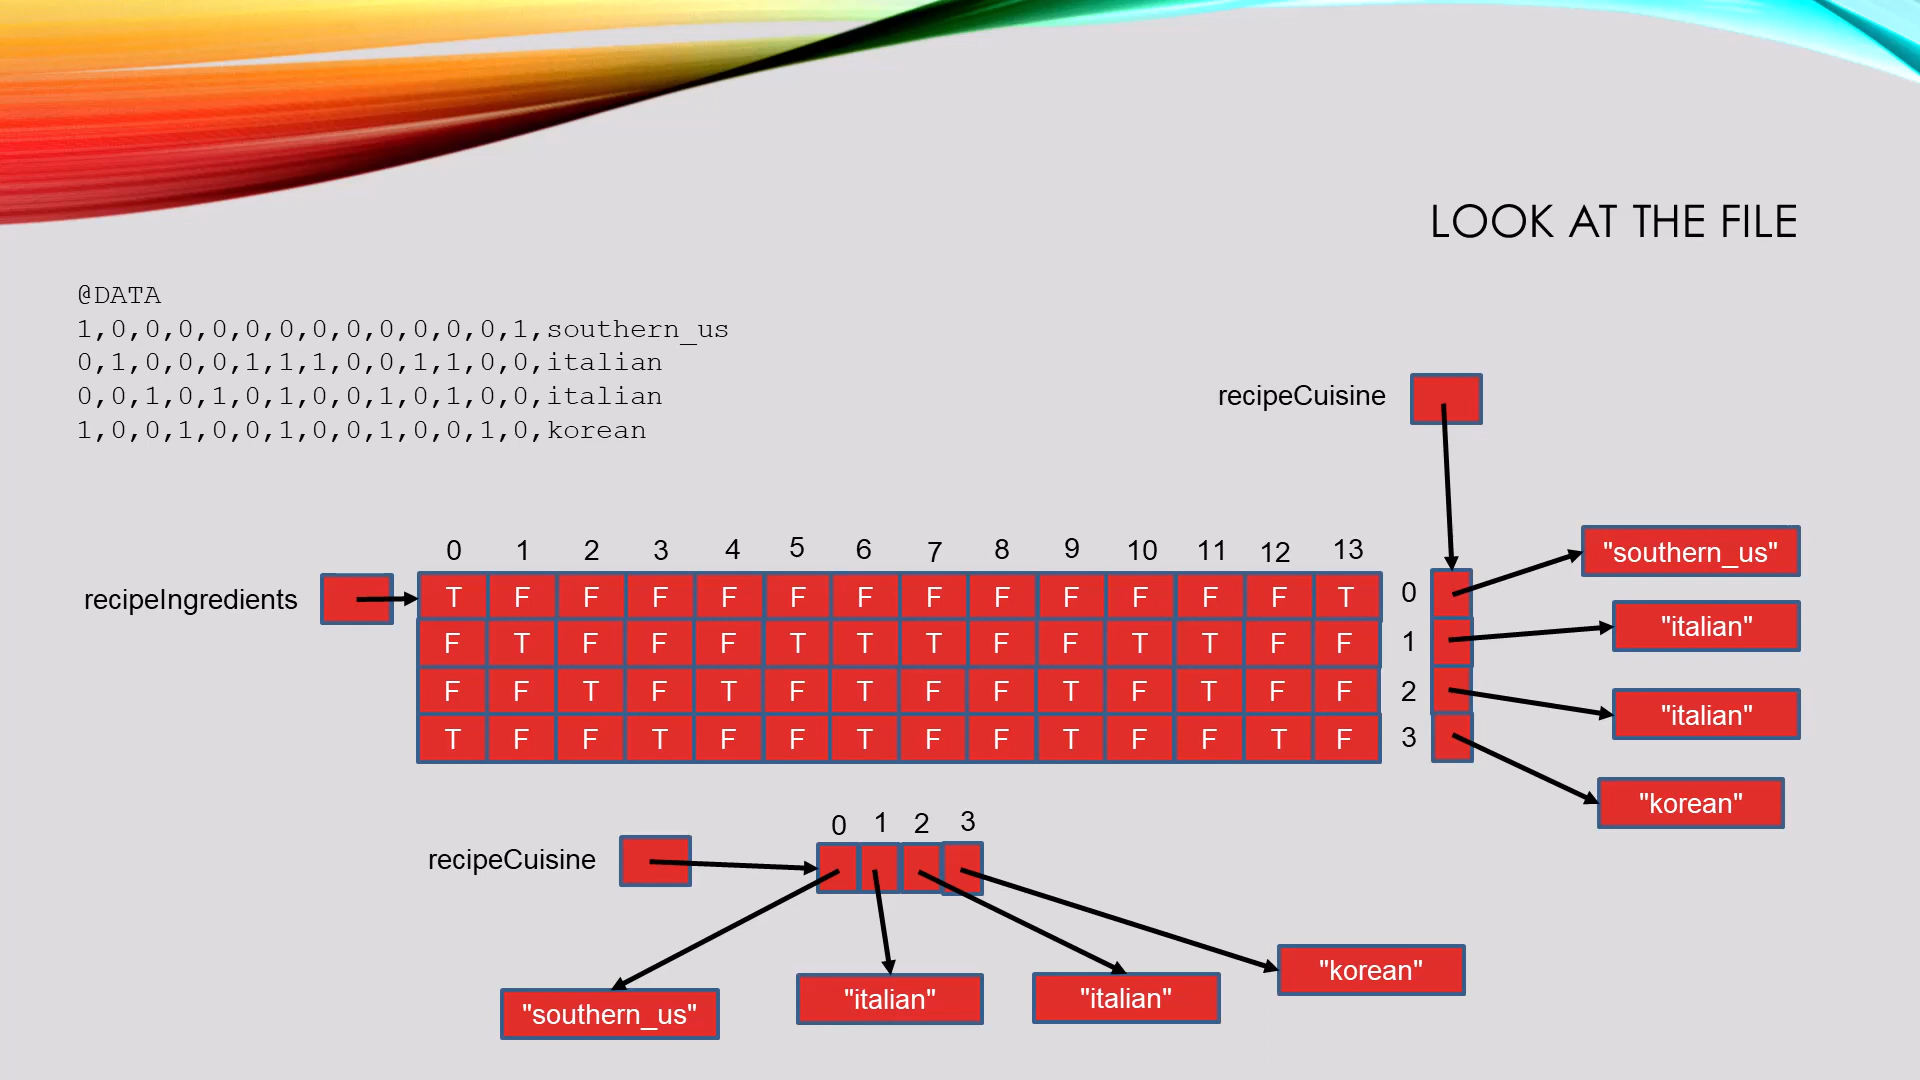 LOOK AT THE FILE
@DATA
1,0,0,0,0,0,0,0,0,0,0,0,0,1,southern_us
0,1,0,0,0,1,1,1,0,0,1,1,0,0,italian
0,0,1,0,1,0,1,0,0,1,0,1,0,0,italian
1,0,0,1,0,0,1,0,0,1,0,0,1,0,korean
recipeCuisine
0 1 2 3 4 5 6 7 8 9 10 11 12 13
recipeIngredients T F F F F F F F F F F F F T 0 "southern_us"
F T F F F T T T F F T T F F 1 "italian"
F F T F T F T F F T F T F F 2 "italian"
T F F T F F T F F T F F T F 3 "korean"
0 1 2 3
recipeCuisine
"southern_us" "italian" "italian" "korean"